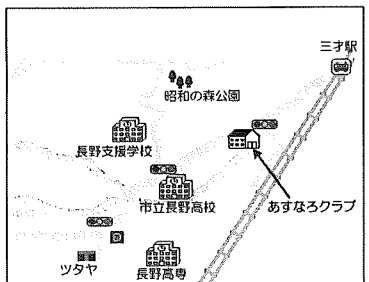 三才駅
昭和の森公園
長野支援学校
市立長野高校
あすなろクラブ
ツタヤ
長野高専